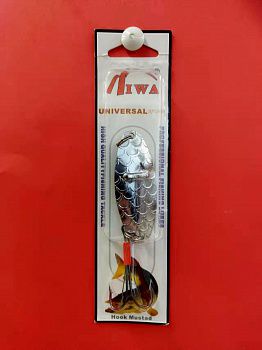 AIWA
UNIVERSAL
HIGH QUALITY FISHING TACKLE
PROFESSIONAL FISHING LURES
Hook Mustad